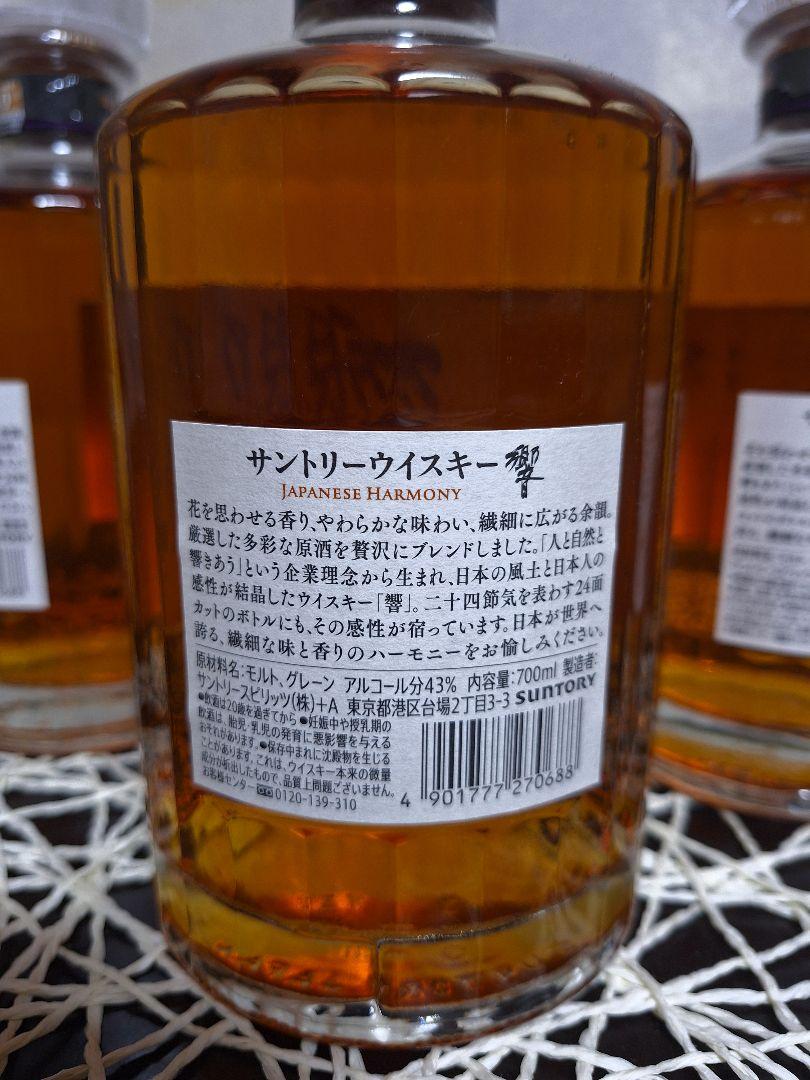 サントリーウイスキー 響
JAPANESE HARMONY
花を思わせる香り、やわらかな味わい、繊細に広がる余韻。
厳選した多彩な原酒を贅沢にブレンドしました。「人と自然と
響きあう」という企業理念から生まれ、日本の風土と日本人の
感性が結晶したウイスキー「響」。二十四節気を表わす24面
カットのボトルにも、その感性が宿っています。日本が世界へ
誇る、繊細な味と香りのハーモニーをお愉しみください。
原材料名:モルト、グレーン アルコール分43% 内容量:700ml 製造者:
サントリースピリッツ(株)+A 東京都港区台場2丁目3-3 SUNTORY
●飲酒は20歳を過ぎてから ●妊娠中や授乳期の
飲酒は、胎児・乳児の発育に悪影響を与える
おそれがあります。●保存中まれに沈殿物を生じる
ことがあります。これは、ウイスキー本来の微量
成分が析出したもので、品質上問題ございません。
お客様センター 0120-139-310
4 901777 270688